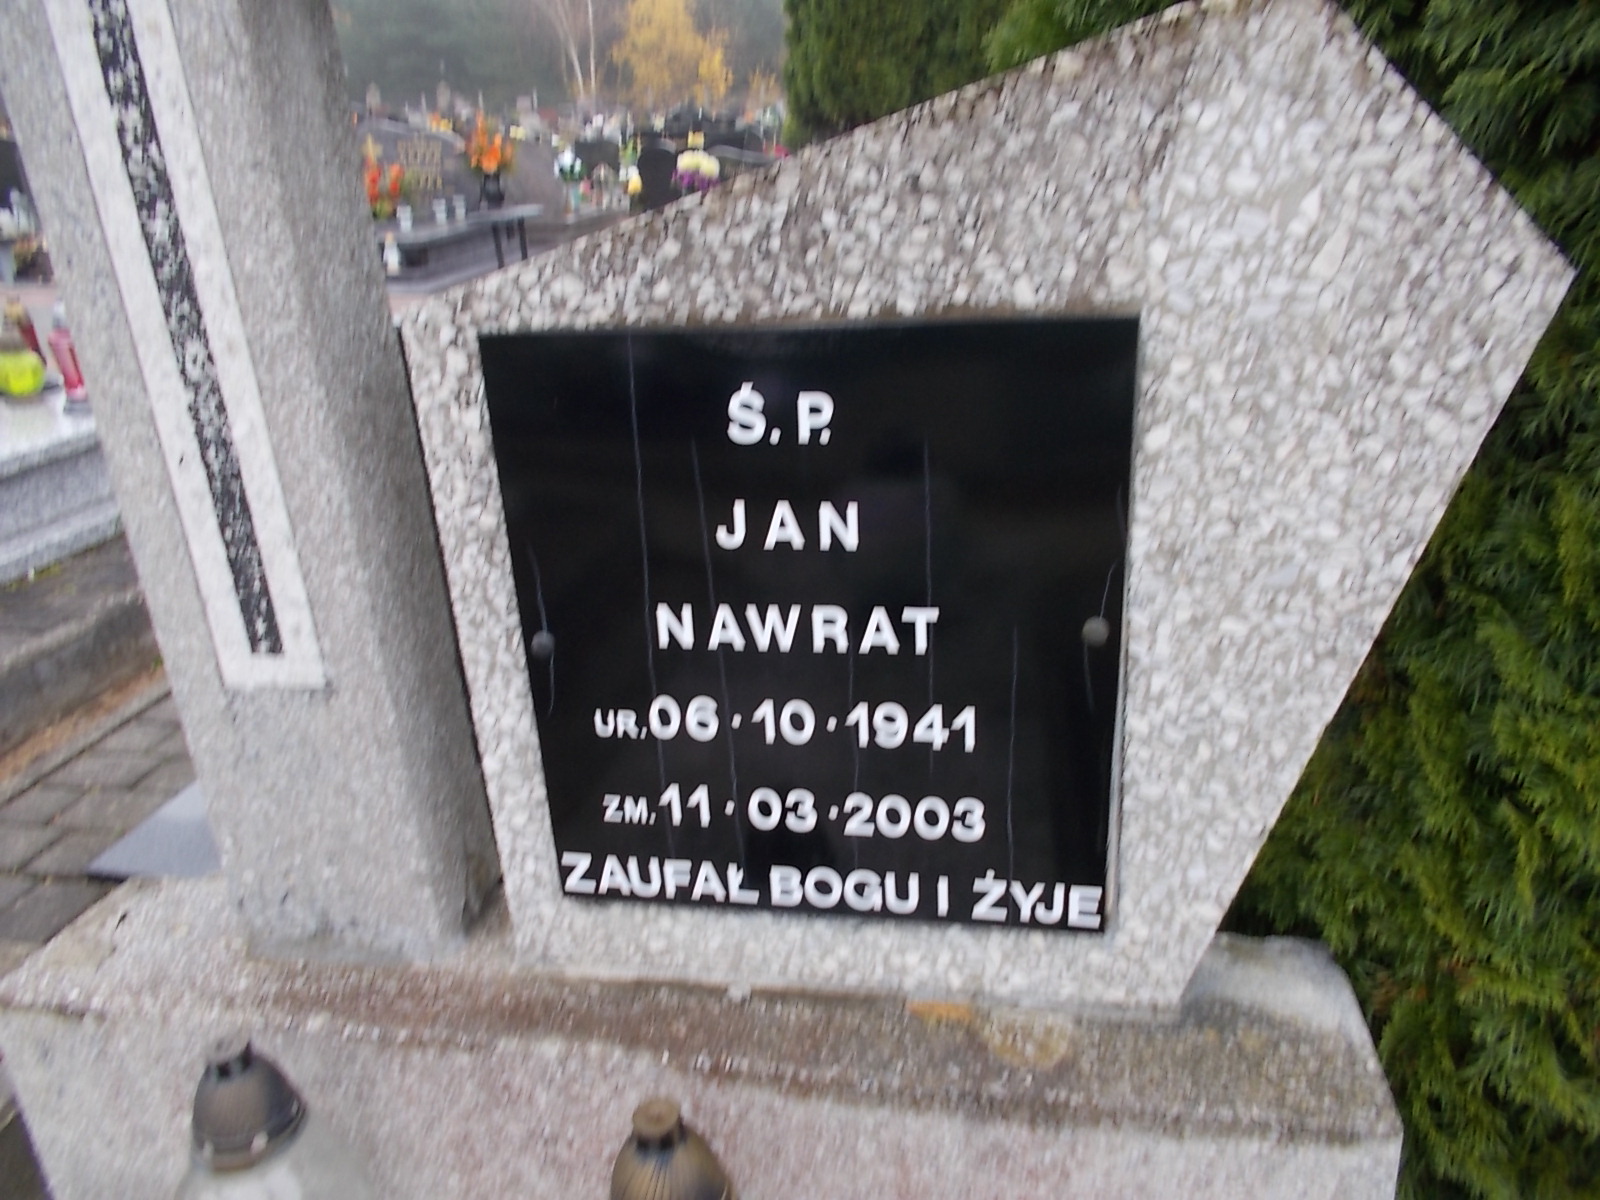 Ś. P.
JAN
NAWRAT
UR. 06·10·1941
ZM. 11·03·2003
ZAUFAŁ BOGU I ŻYJE